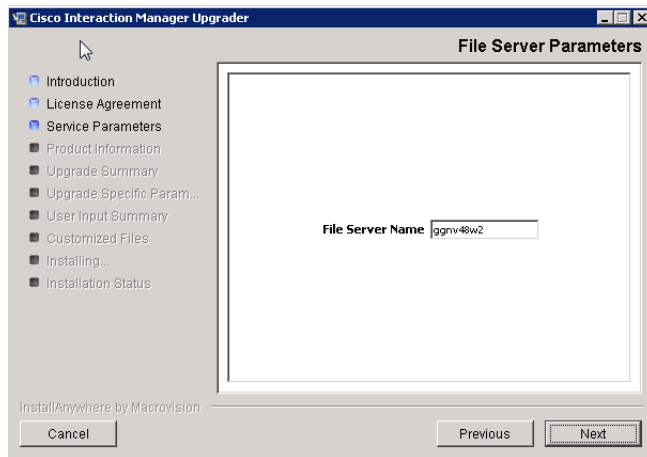 Cisco Interaction Manager Upgrader
File Server Parameters
Introduction
License Agreement
Service Parameters
Product Information
Upgrade Summary
Upgrade Specific Param...
User Input Summary
Customized Files
Installing...
Installation Status
File Server Name ggnv48w2
InstallAnywhere by Macrovision
Cancel Previous Next